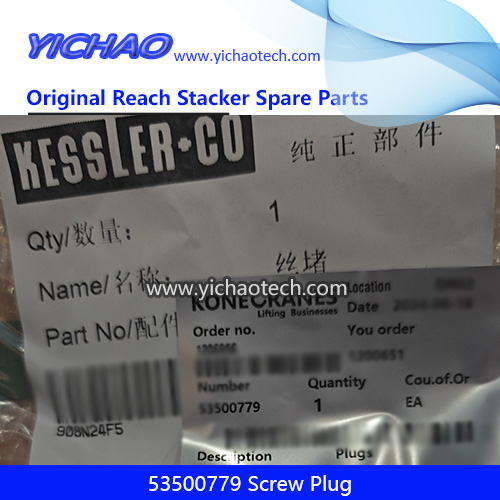 YICHAO
www.yichaotech.com
Original Reach Stacker Spare Parts
KESSLER+CO
纯正部件
Qty/数量: 1
Name/名称: 丝堵
www.yichaotech.com
Part No/配件
KONECRANES
Lifting Businesses
Location
Date
Order no. You order
1200651
Number Quantity Cou.of.Or
53500779 1 EA
908N24F5
Description Plugs
53500779 Screw Plug